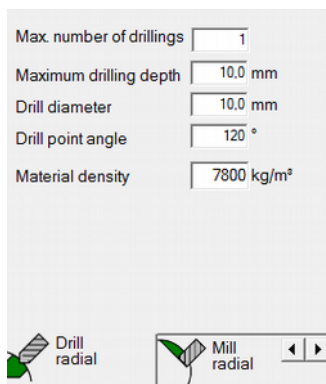 Max. number of drillings 1
Maximum drilling depth 10,0 mm
Drill diameter 10,0 mm
Drill point angle 120 °
Material density 7800 kg/m³
Drill
radial
Mill
radial